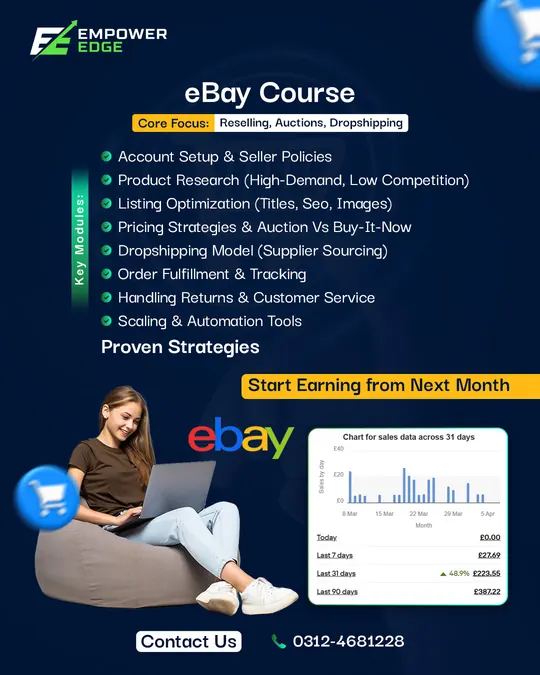 EMPOWER
EDGE
eBay Course
Core Focus: Reselling, Auctions, Dropshipping
Key Modules:
Account Setup & Seller Policies
Product Research (High-Demand, Low Competition)
Listing Optimization (Titles, Seo, Images)
Pricing Strategies & Auction Vs Buy-It-Now
Dropshipping Model (Supplier Sourcing)
Order Fulfillment & Tracking
Handling Returns & Customer Service
Scaling & Automation Tools
Proven Strategies
Start Earning from Next Month
ebay
Chart for sales data across 31 days
Sales by day
£40
£20
£0
8 Mar 15 Mar 22 Mar 29 Mar 5 Apr
Month
Today £0.00
Last 7 days £27.69
Last 31 days 48.9% £223.55
Last 90 days £387.22
Contact Us 0312-4681228